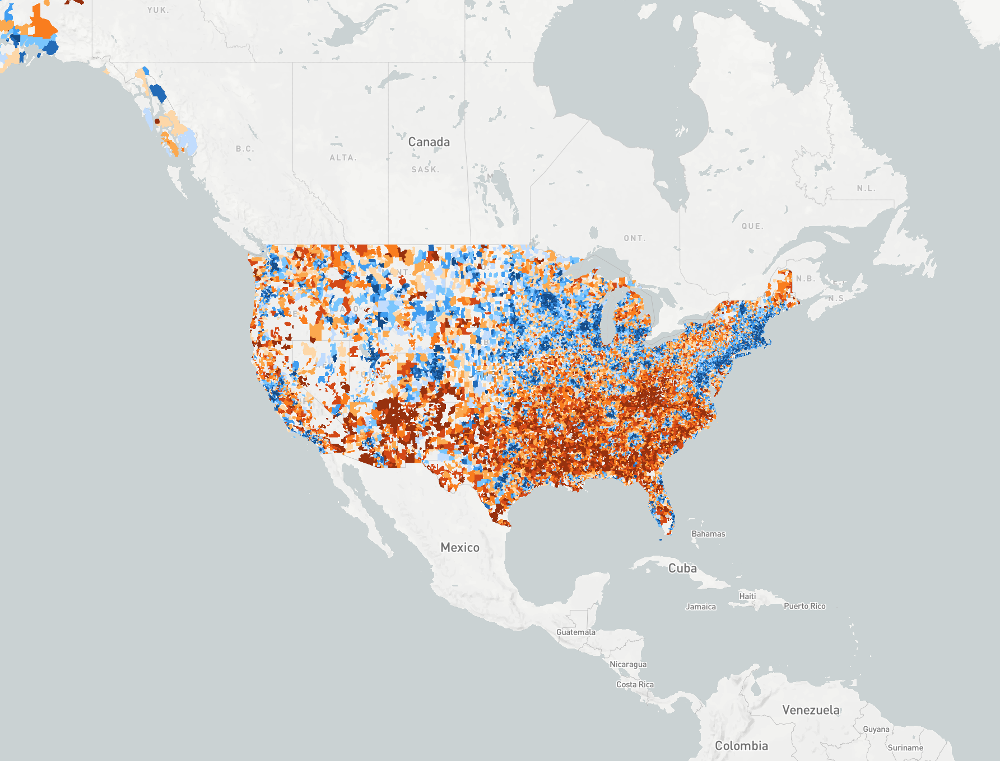 YUK.
Canada
B.C.
ALTA.
SASK.
N.L.
QUE.
ONT.
N.B.
N.S.
Mexico
Bahamas
Cuba
Haiti
Jamaica
Puerto Rico
Guatemala
Nicaragua
Costa Rica
Venezuela
Guyana
Colombia
Suriname